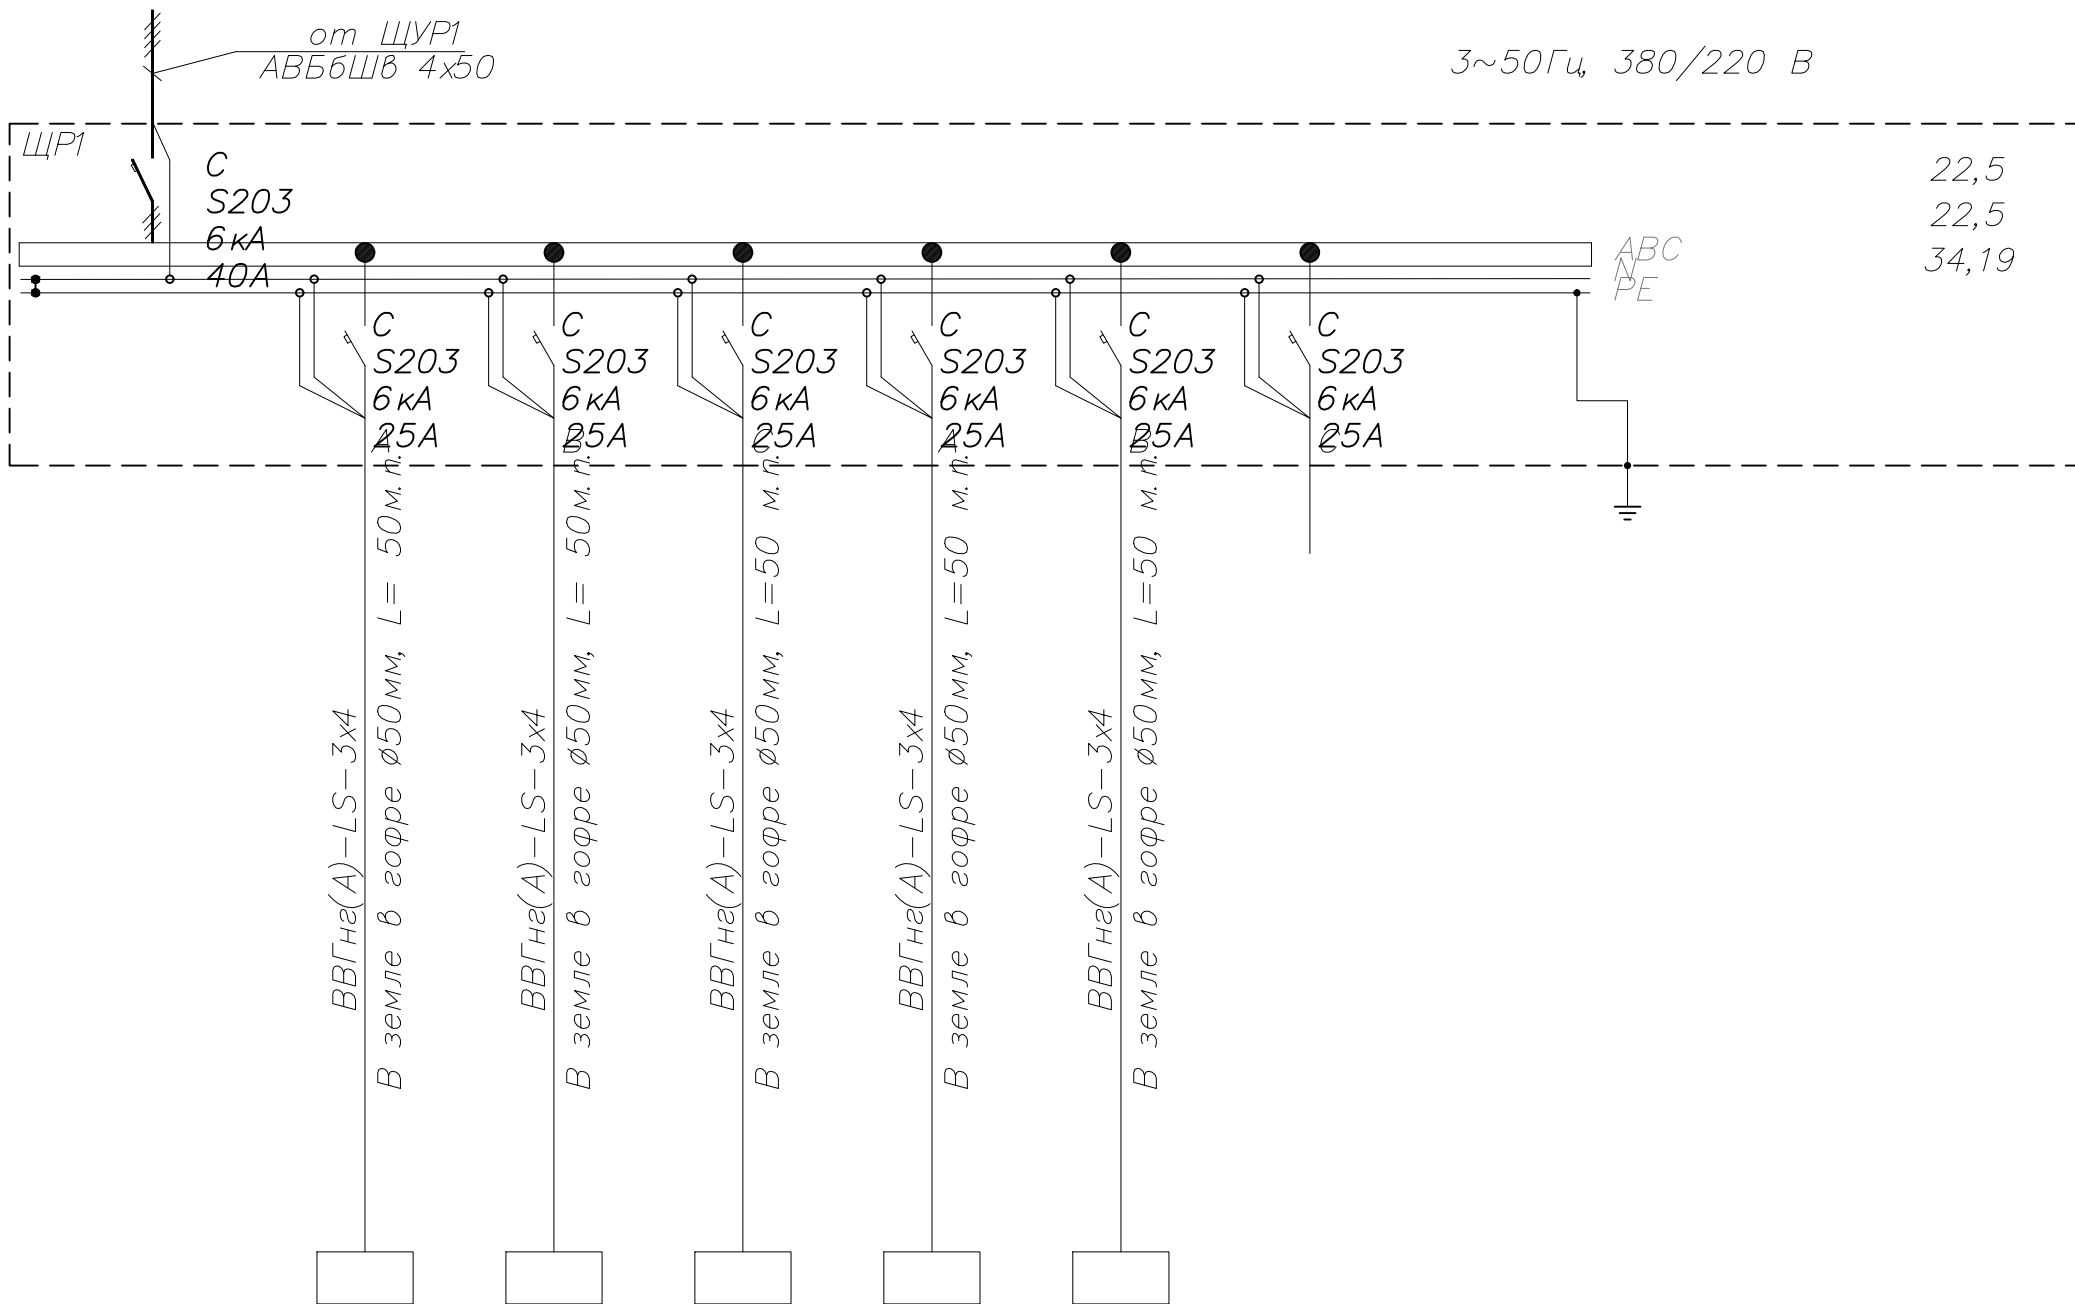 от ЩУР1
АВБбШв 4х50
3~50Гц, 380/220 В
ЩР1
C
S203
6кА
40А
22,5
22,5
34,19
ABC
N
PE
C
S203
6кА
25А
A
C
S203
6кА
25А
B
C
S203
6кА
25А
C
C
S203
6кА
25А
A
C
S203
6кА
25А
B
C
S203
6кА
25А
C
ВВГнг(А)-LS-3х4
В земле в гофре ø50мм, L= 50м.п.
ВВГнг(А)-LS-3х4
В земле в гофре ø50мм, L= 50м.п.
ВВГнг(А)-LS-3х4
В земле в гофре ø50мм, L=50 м.п.
ВВГнг(А)-LS-3х4
В земле в гофре ø50мм, L=50 м.п.
ВВГнг(А)-LS-3х4
В земле в гофре ø50мм, L=50 м.п.